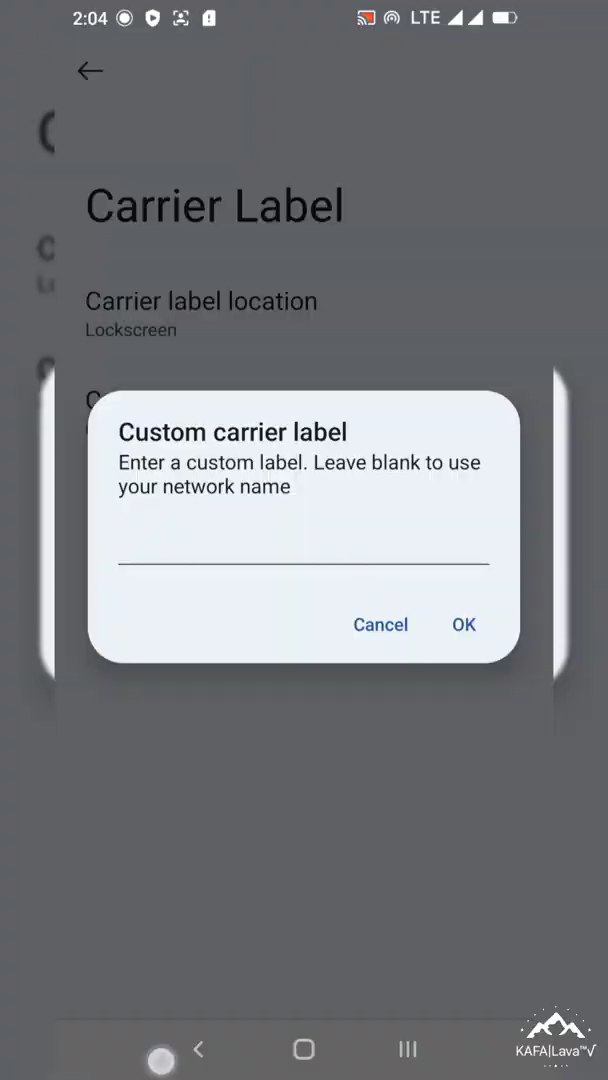 2:04
LTE
Carrier Label
Carrier label location
Lockscreen
Custom carrier label
Enter a custom label. Leave blank to use
your network name
Cancel
OK
KAFA|Lava™√